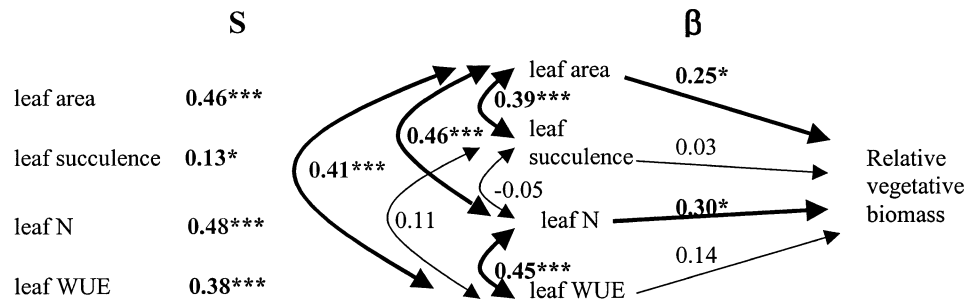 S β
leaf area 0.46***
leaf succulence 0.13*
leaf N 0.48***
leaf WUE 0.38***
leaf area
0.25*
0.39***
leaf
succulence
0.46***
0.41***
0.03
-0.05
0.11
leaf N
0.30*
0.45***
leaf WUE
0.14
Relative
vegetative
biomass